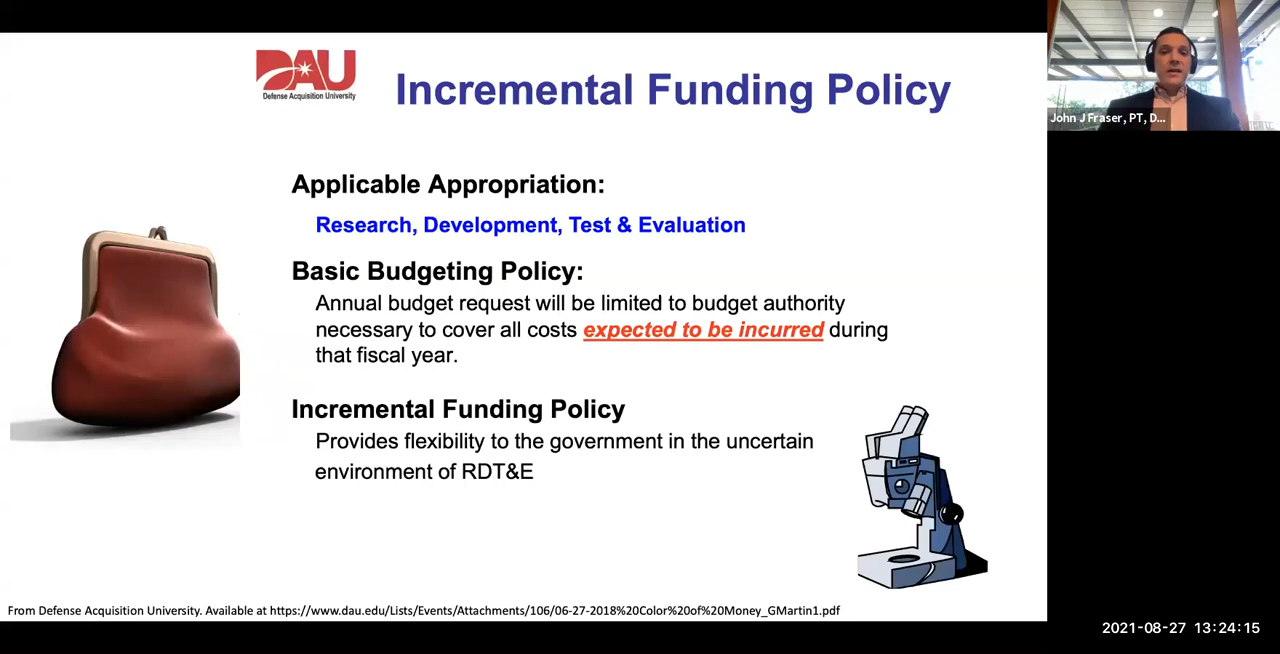 DAU
Defense Acquisition University
Incremental Funding Policy
John J Fraser, PT, D...
Applicable Appropriation:
Research, Development, Test & Evaluation
Basic Budgeting Policy:
Annual budget request will be limited to budget authority
necessary to cover all costs expected to be incurred during
that fiscal year.
Incremental Funding Policy
Provides flexibility to the government in the uncertain
environment of RDT&E
From Defense Acquisition University. Available at https://www.dau.edu/Lists/Events/Attachments/106/06-27-2018%20Color%20of%20Money_GMartin1.pdf
2021-08-27 13:24:15